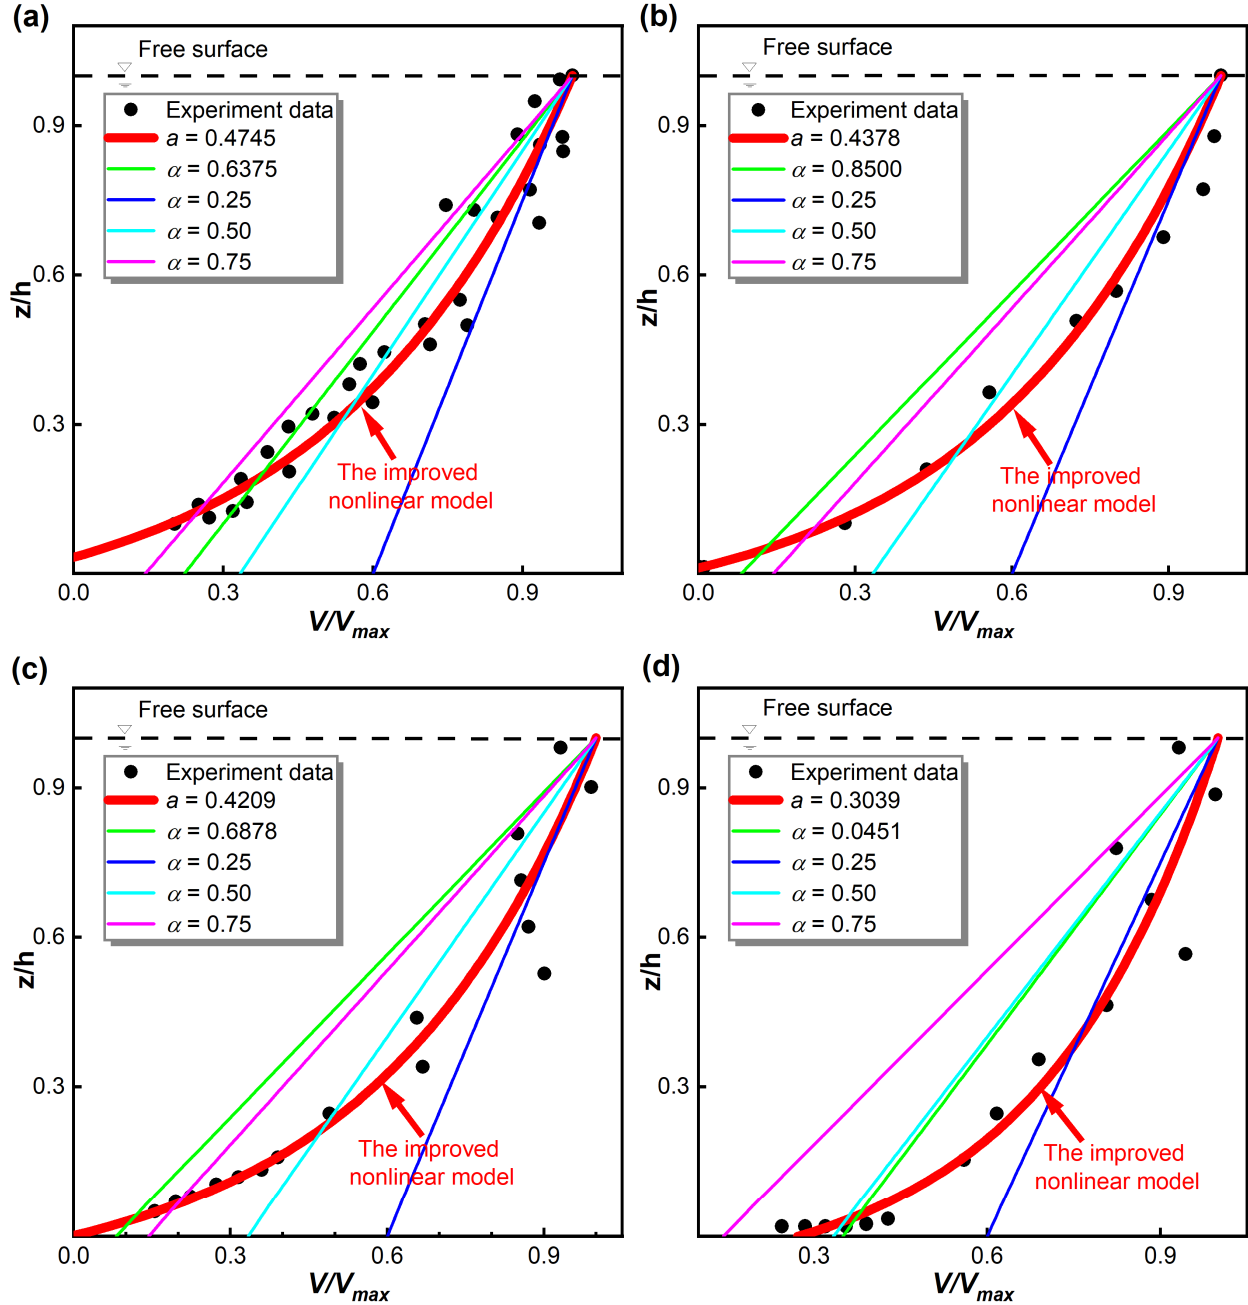 (a)
Free surface
Experiment data
a = 0.4745
α = 0.6375
α = 0.25
α = 0.50
α = 0.75
The improved
nonlinear model
0.9
0.6
0.3
z/h
0.0 0.3 0.6 0.9
V/Vmax
(b)
Free surface
Experiment data
a = 0.4378
α = 0.8500
α = 0.25
α = 0.50
α = 0.75
The improved
nonlinear model
0.9
0.6
0.3
z/h
0.0 0.3 0.6 0.9
V/Vmax
(c)
Free surface
Experiment data
a = 0.4209
α = 0.6878
α = 0.25
α = 0.50
α = 0.75
The improved
nonlinear model
0.9
0.6
0.3
z/h
0.0 0.3 0.6 0.9
V/Vmax
(d)
Free surface
Experiment data
a = 0.3039
α = 0.0451
α = 0.25
α = 0.50
α = 0.75
The improved
nonlinear model
0.9
0.6
0.3
z/h
0.3 0.6 0.9
V/Vmax